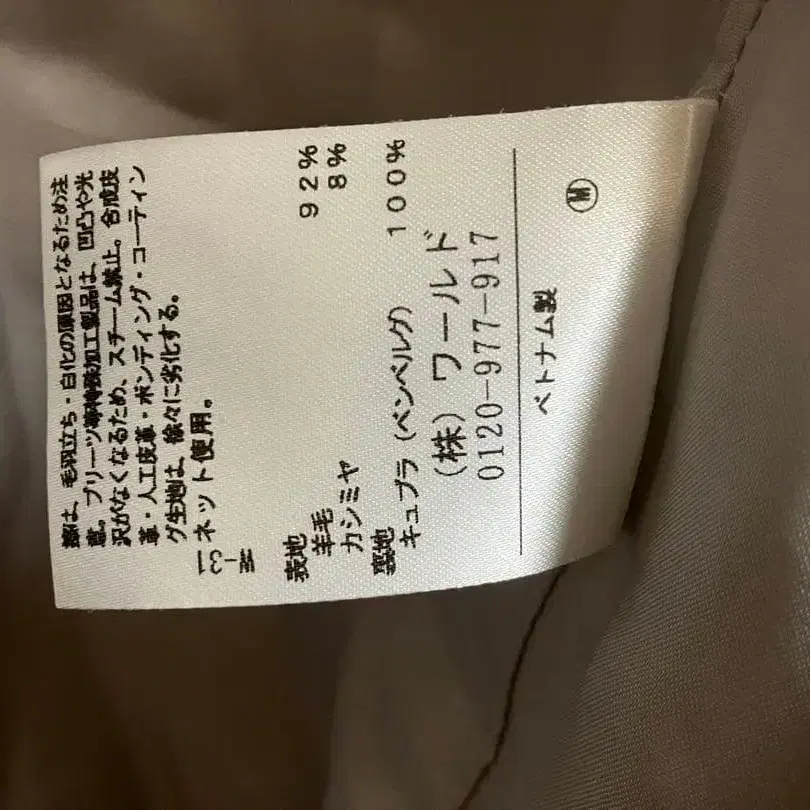 擦は、毛羽立ち・白化の原因となるため注
意。プリーツ等特殊加工製品は、凹凸や光
沢がなくなるため、スチーム禁止。合成皮
革・人工皮革・ボンディング・コーティン
グ生地は、徐々に劣化する。
ネット使用。
表地
羊毛 92%
カシミヤ 8%
裏地
キュプラ(ベンベルグ) 100%
(株)ワールド
0120-977-917
ベトナム製
M